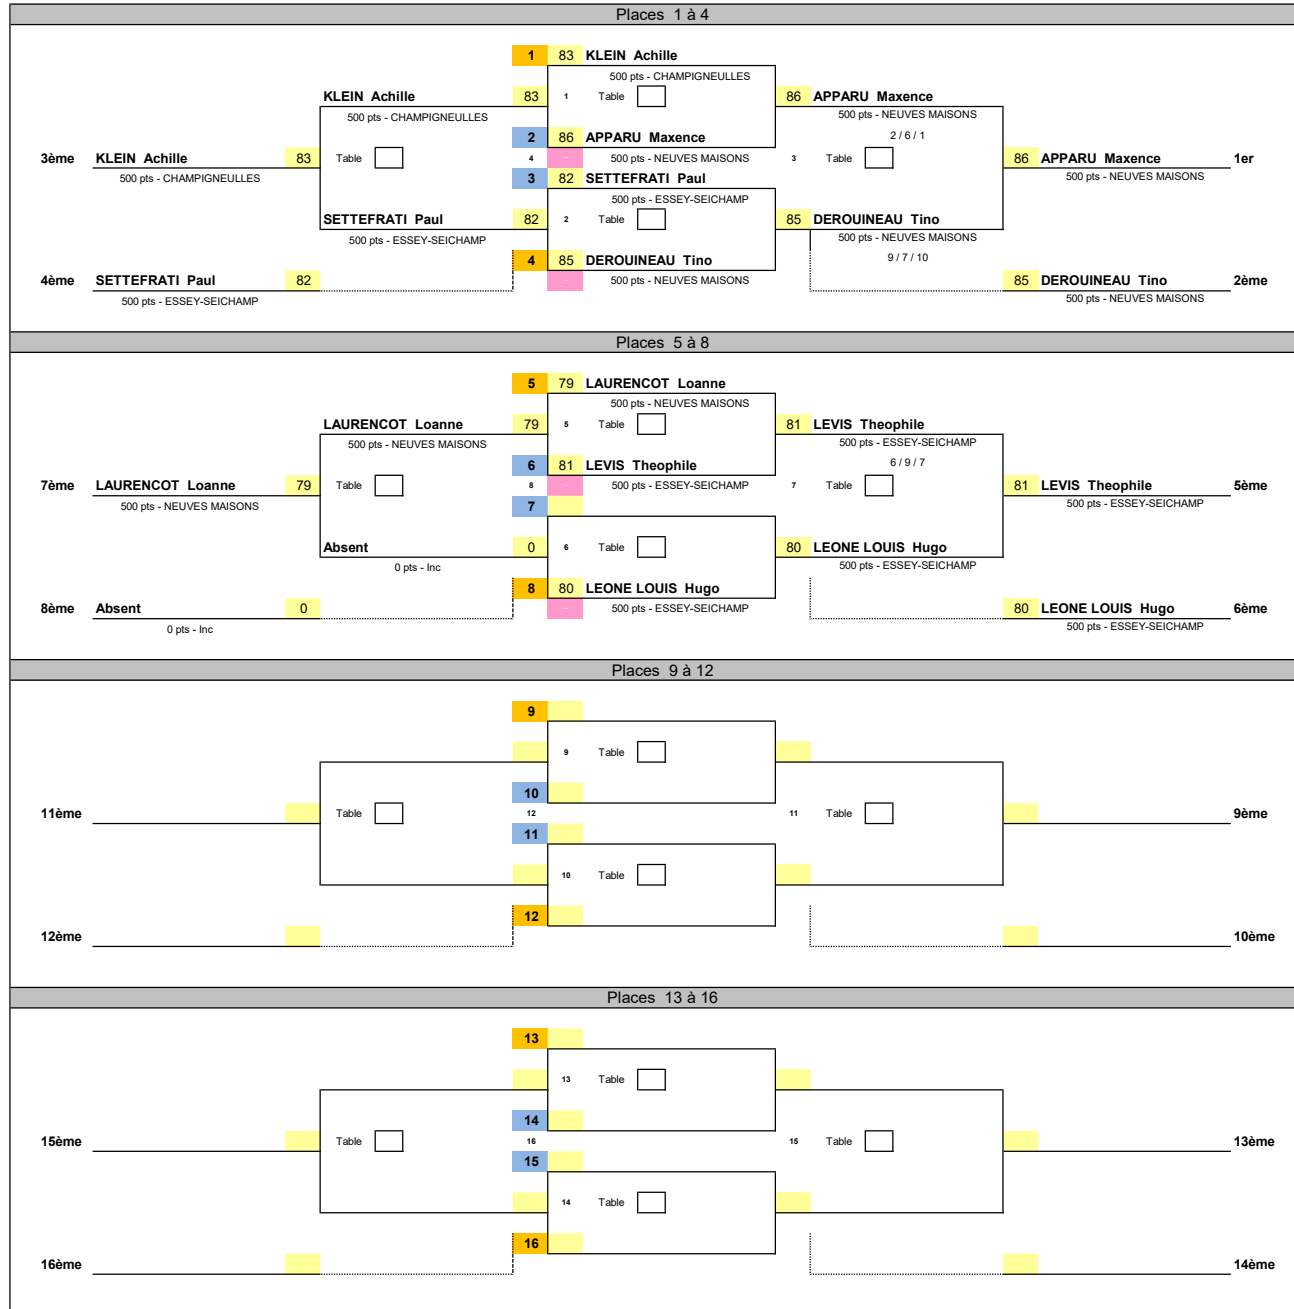 Places 1 à 4
1 83 KLEIN Achille
500 pts - CHAMPIGNEULLES
KLEIN Achille 83 1 Table 86 APPARU Maxence
500 pts - CHAMPIGNEULLES 500 pts - NEUVES MAISONS
2 86 APPARU Maxence 2 / 6 / 1
3ème KLEIN Achille 83 Table 4 - 500 pts - NEUVES MAISONS 3 Table 86 APPARU Maxence 1er
500 pts - CHAMPIGNEULLES 3 82 SETTEFRATI Paul 500 pts - NEUVES MAISONS
500 pts - ESSEY-SEICHAMP
SETTEFRATI Paul 82 2 Table 85 DEROUINEAU Tino
500 pts - ESSEY-SEICHAMP 500 pts - NEUVES MAISONS
4 85 DEROUINEAU Tino 9 / 7 / 10
4ème SETTEFRATI Paul 82 - 500 pts - NEUVES MAISONS 85 DEROUINEAU Tino 2ème
500 pts - ESSEY-SEICHAMP 500 pts - NEUVES MAISONS
Places 5 à 8
5 79 LAURENCOT Loanne
500 pts - NEUVES MAISONS
LAURENCOT Loanne 79 5 Table 81 LEVIS Theophile
500 pts - NEUVES MAISONS 500 pts - ESSEY-SEICHAMP
6 81 LEVIS Theophile 6 / 9 / 7
7ème LAURENCOT Loanne 79 Table 8 - 500 pts - ESSEY-SEICHAMP 7 Table 81 LEVIS Theophile 5ème
500 pts - NEUVES MAISONS 7 500 pts - ESSEY-SEICHAMP
Absent 0 6 Table 80 LEONE LOUIS Hugo
0 pts - Inc 500 pts - ESSEY-SEICHAMP
8 80 LEONE LOUIS Hugo
8ème Absent 0 - 500 pts - ESSEY-SEICHAMP 80 LEONE LOUIS Hugo 6ème
0 pts - Inc 500 pts - ESSEY-SEICHAMP
Places 9 à 12
9
9 Table
10
11ème Table 12 11 Table 9ème
11
10 Table
12
12ème 10ème
Places 13 à 16
13
13 Table
14
15ème Table 16 15 Table 13ème
15
14 Table
16
16ème 14ème